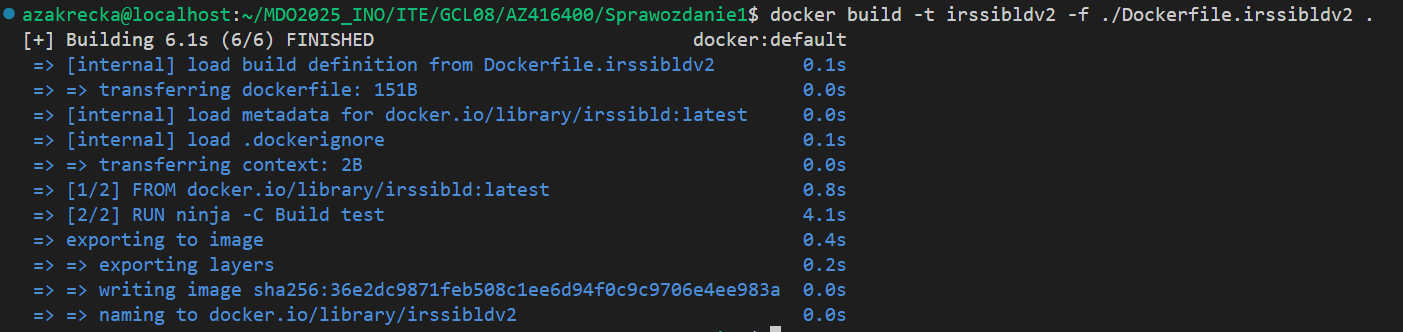 azakrecka@localhost:~/MDO2025_INO/ITE/GCL08/AZ416400/Sprawozdanie1$ docker build -t irssibldv2 -f ./Dockerfile.irssibldv2 .
[+] Building 6.1s (6/6) FINISHED docker:default
=> [internal] load build definition from Dockerfile.irssibldv2 0.1s
=> => transferring dockerfile: 151B 0.0s
=> [internal] load metadata for docker.io/library/irssibld:latest 0.0s
=> [internal] load .dockerignore 0.1s
=> => transferring context: 2B 0.0s
=> [1/2] FROM docker.io/library/irssibld:latest 0.8s
=> [2/2] RUN ninja -C Build test 4.1s
=> exporting to image 0.4s
=> => exporting layers 0.2s
=> => writing image sha256:36e2dc9871feb508c1ee6d94f0c9c9706e4ee983a 0.0s
=> => naming to docker.io/library/irssibldv2 0.0s